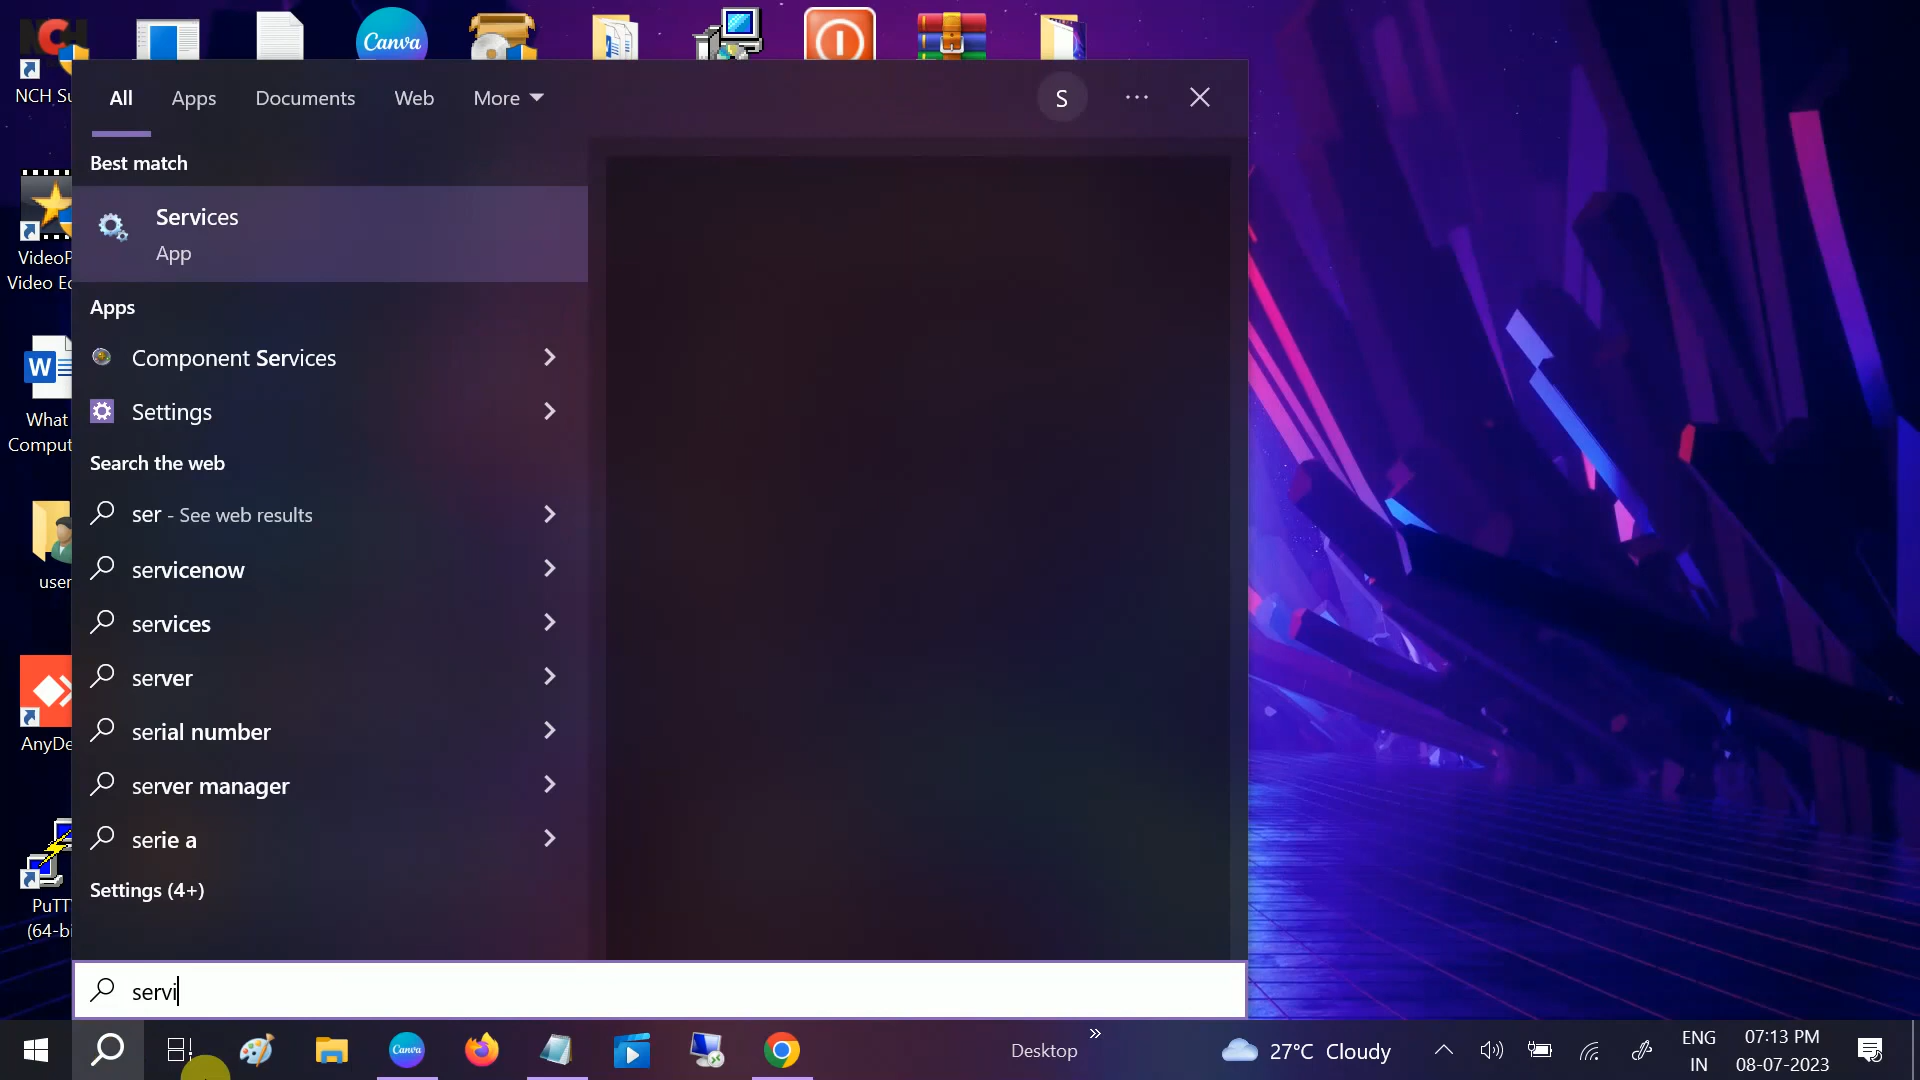 Canva
NCH Su
All
Apps
Documents
Web
More
S
Best match
Services
App
VideoP
Video Ec
Apps
Component Services
Settings
W
What
Comput
Search the web
ser - See web results
servicenow
services
user
server
serial number
AnyDe
server manager
serie a
Settings (4+)
PuTT
(64-bi
servi
Canva
Desktop
27°C Cloudy
ENG
IN
07:13 PM
08-07-2023